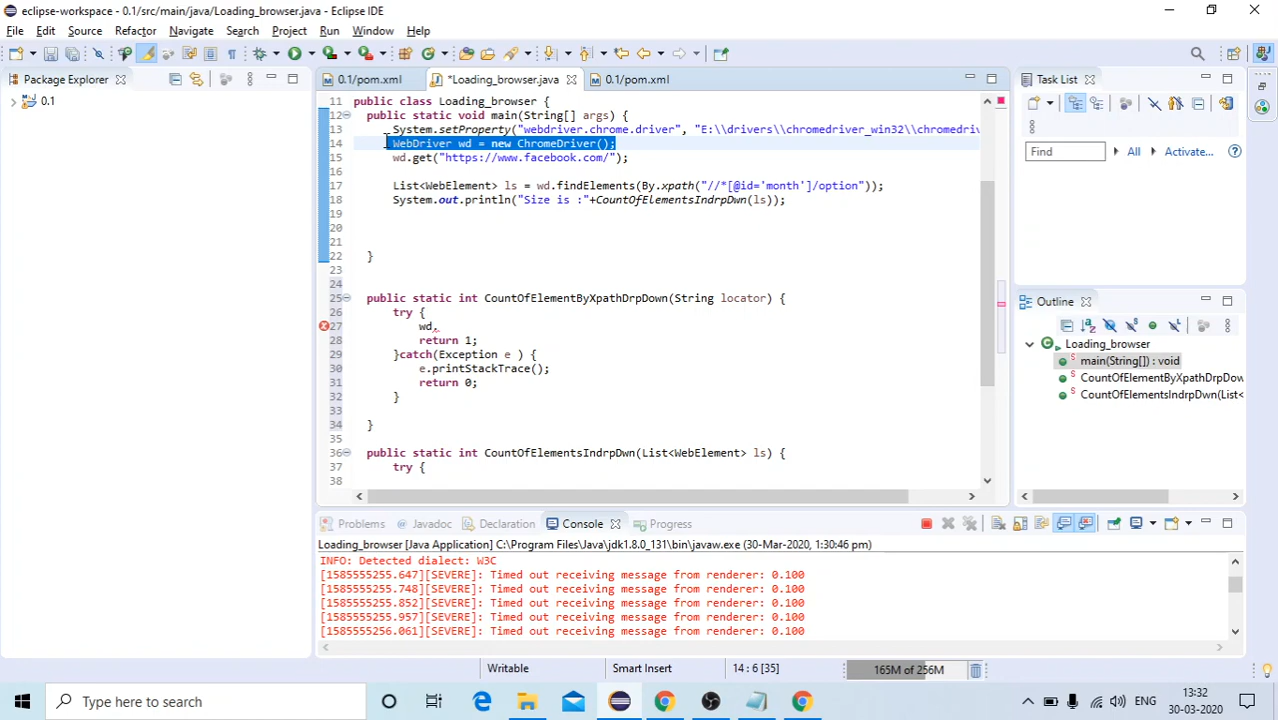 eclipse-workspace - 0.1/src/main/java/Loading_browser.java - Eclipse IDE
File Edit Source Refactor Navigate Search Project Run Window Help
Package Explorer
0.1/pom.xml *Loading_browser.java 0.1/pom.xml
Task List
0.1
11 public class Loading_browser {
12 public static void main(String[] args) {
13 System.setProperty("webdriver.chrome.driver", "E:\\drivers\\chromedriver_win32\\chromedriv
14 WebDriver wd = new ChromeDriver();
15 wd.get("https://www.facebook.com/");
16
17 List<WebElement> ls = wd.findElements(By.xpath("//*[@id='month']/option"));
18 System.out.println("Size is :"+CountOfElementsIndrpDwn(ls));
19
20
21
22 }
23
24
25 public static int CountOfElementByXpathDrpDown(String locator) {
26 try {
27 wd.
28 return 1;
29 }catch(Exception e ) {
30 e.printStackTrace();
31 return 0;
32 }
33
34 }
35
36 public static int CountOfElementsIndrpDwn(List<WebElement> ls) {
37 try {
38
Find All Activate...
Outline
Loading_browser
main(String[]) : void
CountOfElementByXpathDrpDow
CountOfElementsIndrpDwn(List<
Problems Javadoc Declaration Console Progress
Loading_browser [Java Application] C:\Program Files\Java\jdk1.8.0_131\bin\javaw.exe (30-Mar-2020, 1:30:46 pm)
INFO: Detected dialect: W3C
[1585555255.647][SEVERE]: Timed out receiving message from renderer: 0.100
[1585555255.748][SEVERE]: Timed out receiving message from renderer: 0.100
[1585555255.852][SEVERE]: Timed out receiving message from renderer: 0.100
[1585555255.957][SEVERE]: Timed out receiving message from renderer: 0.100
[1585555256.061][SEVERE]: Timed out receiving message from renderer: 0.100
Writable Smart Insert 14 : 6 [35] 165M of 256M
Type here to search
ENG
13:32
30-03-2020